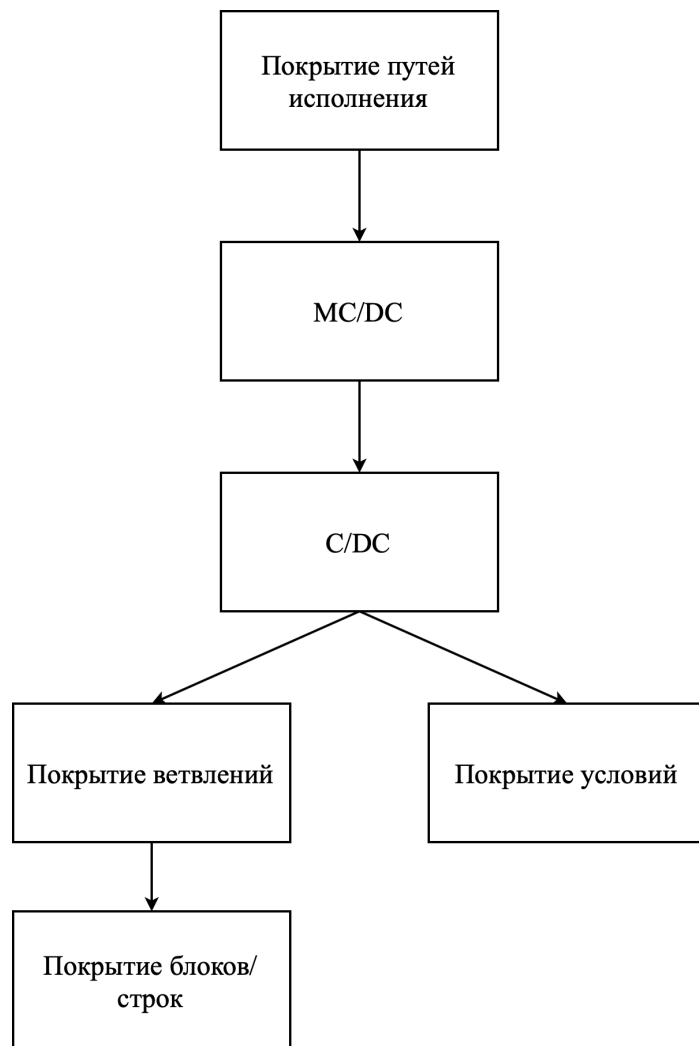 Покрытие путей
исполнения
MC/DC
C/DC
Покрытие ветвлений
Покрытие условий
Покрытие блоков/
строк